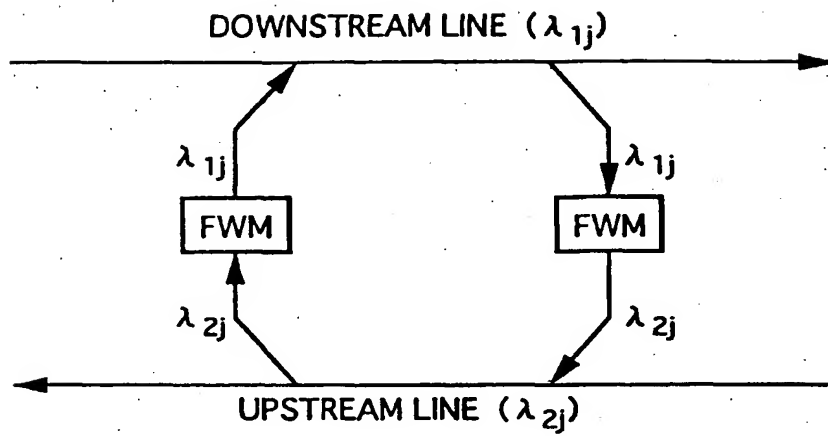 DOWNSTREAM LINE (λ1j)
λ1j λ1j
FWM FWM
λ2j λ2j
UPSTREAM LINE (λ2j)